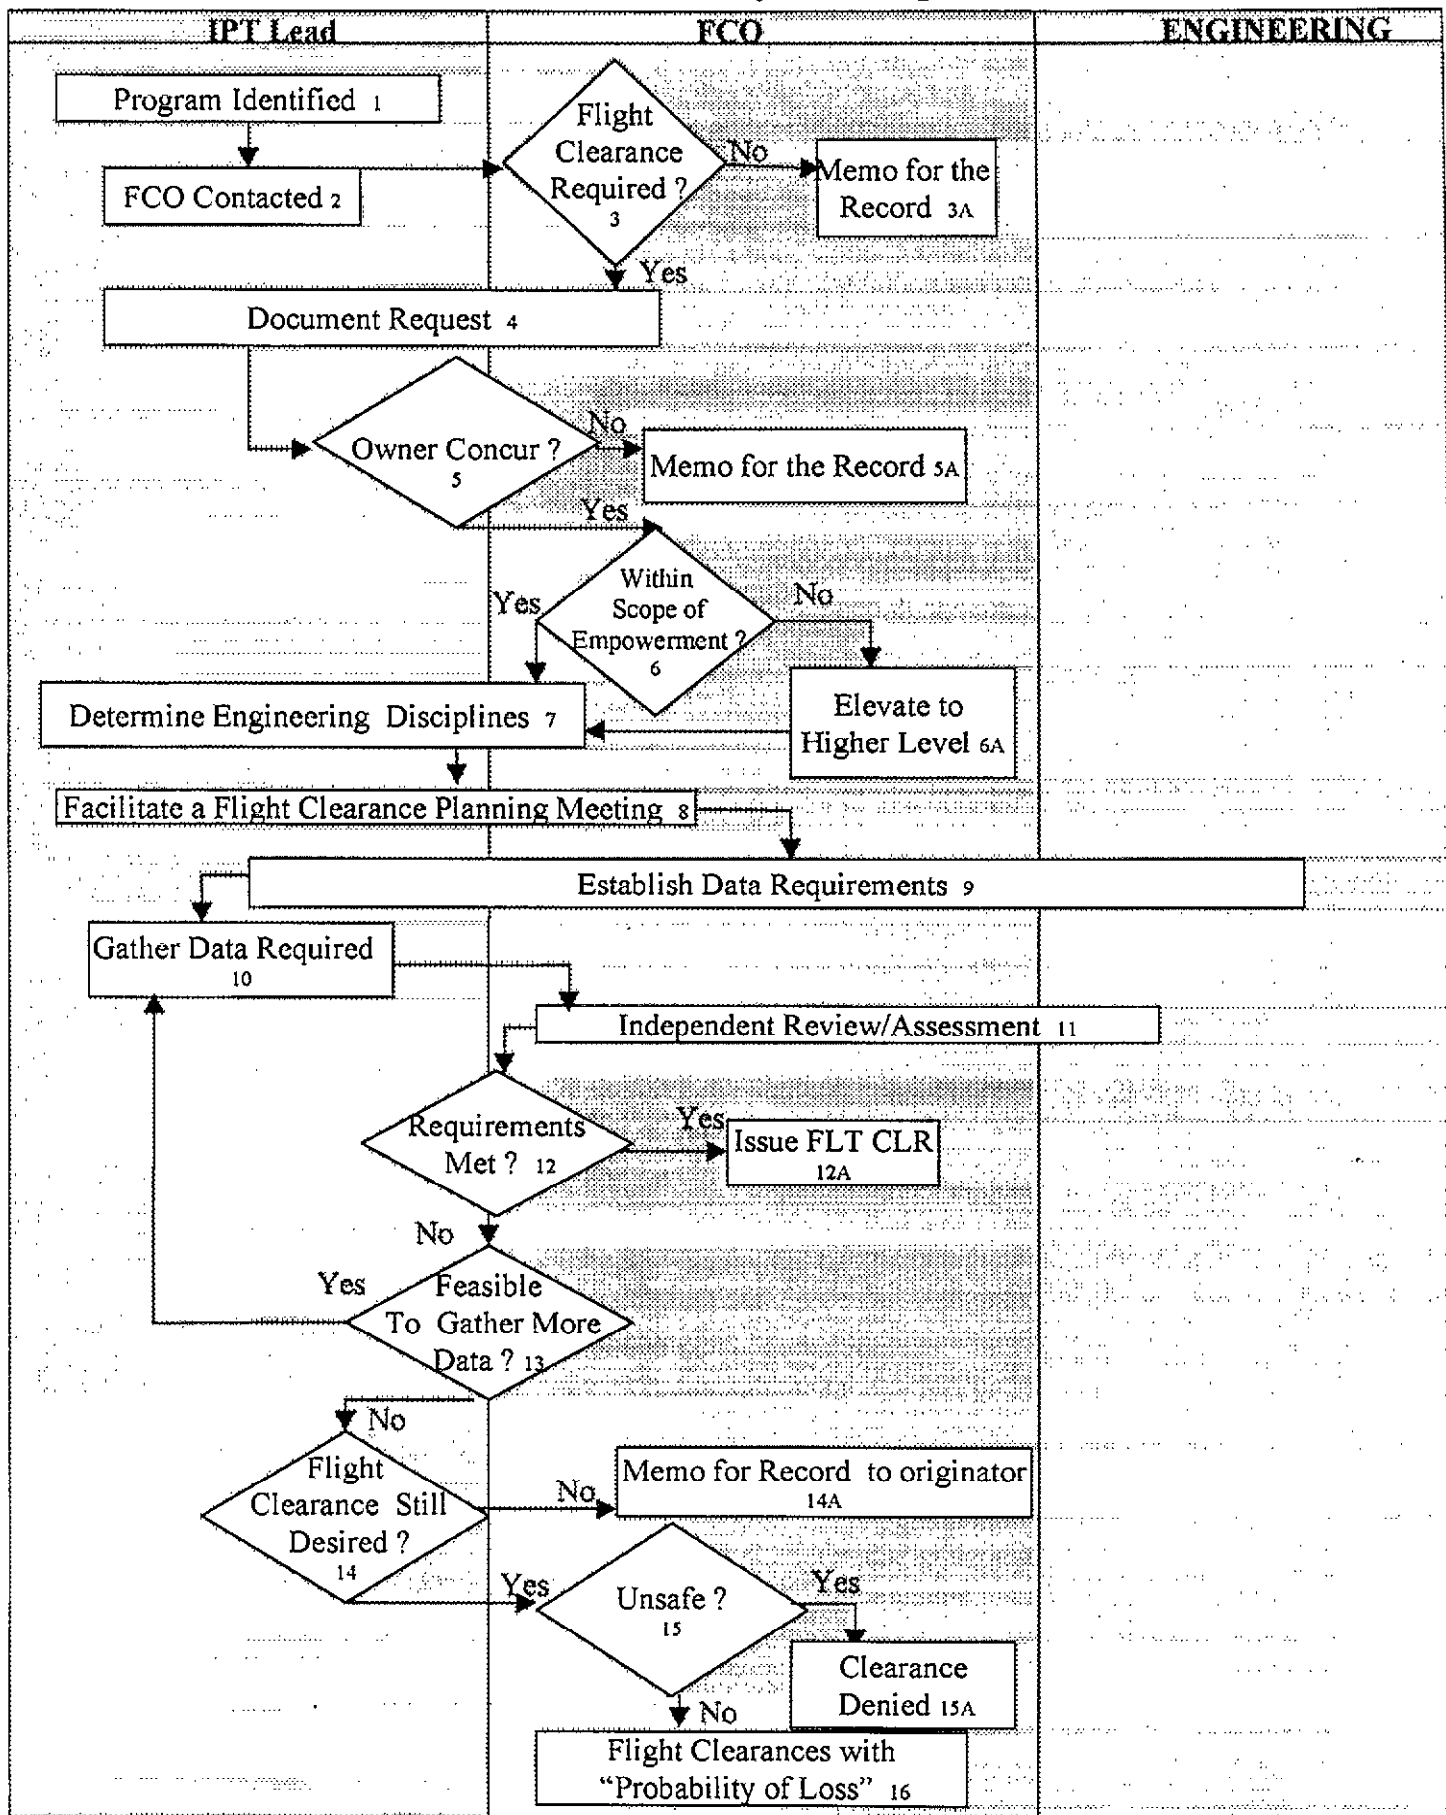 IPT Lead
FCO
ENGINEERING
Program Identified 1
FCO Contacted 2
Flight
Clearance
Required ?
3
No
Memo for the
Record 3A
Yes
Document Request 4
Owner Concur ?
5
No
Memo for the Record 5A
Yes
Within
Scope of
Empowerment ?
6
Yes
No
Elevate to
Higher Level 6A
Determine Engineering Disciplines 7
Facilitate a Flight Clearance Planning Meeting 8
Establish Data Requirements 9
Gather Data Required
10
Independent Review/Assessment 11
Requirements
Met ? 12
Yes
Issue FLT CLR
12A
No
Feasible
To Gather More
Data ? 13
Yes
No
Flight
Clearance Still
Desired ?
14
No
Memo for Record to originator
14A
Yes
Unsafe ?
15
Yes
Clearance
Denied 15A
No
Flight Clearances with
"Probability of Loss" 16